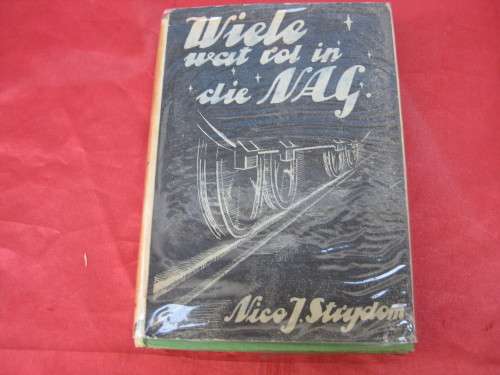 Wiele
wat rol in
die NAG.
Nico J. Strydom